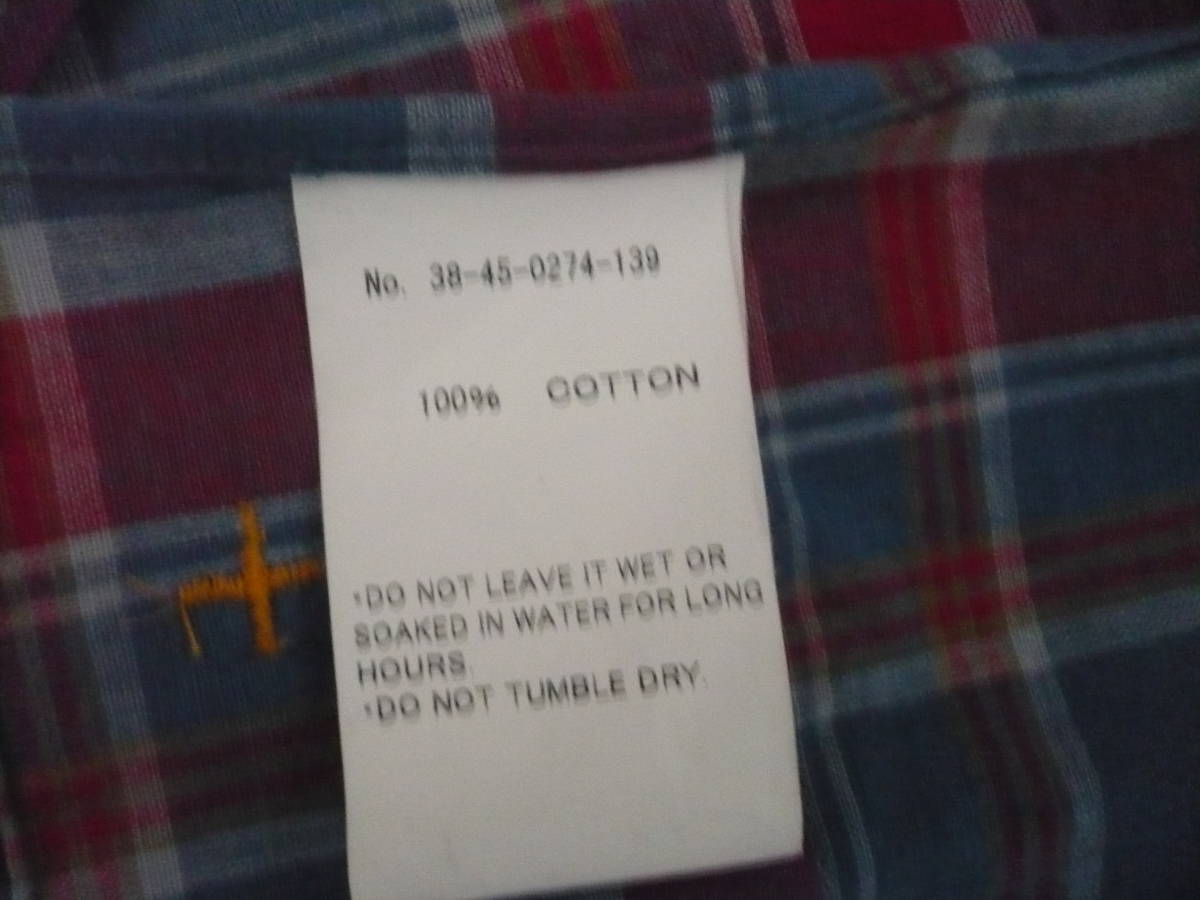 No. 38-45-0274-139
100% COTTON
•DO NOT LEAVE IT WET OR
SOAKED IN WATER FOR LONG
HOURS.
•DO NOT TUMBLE DRY.